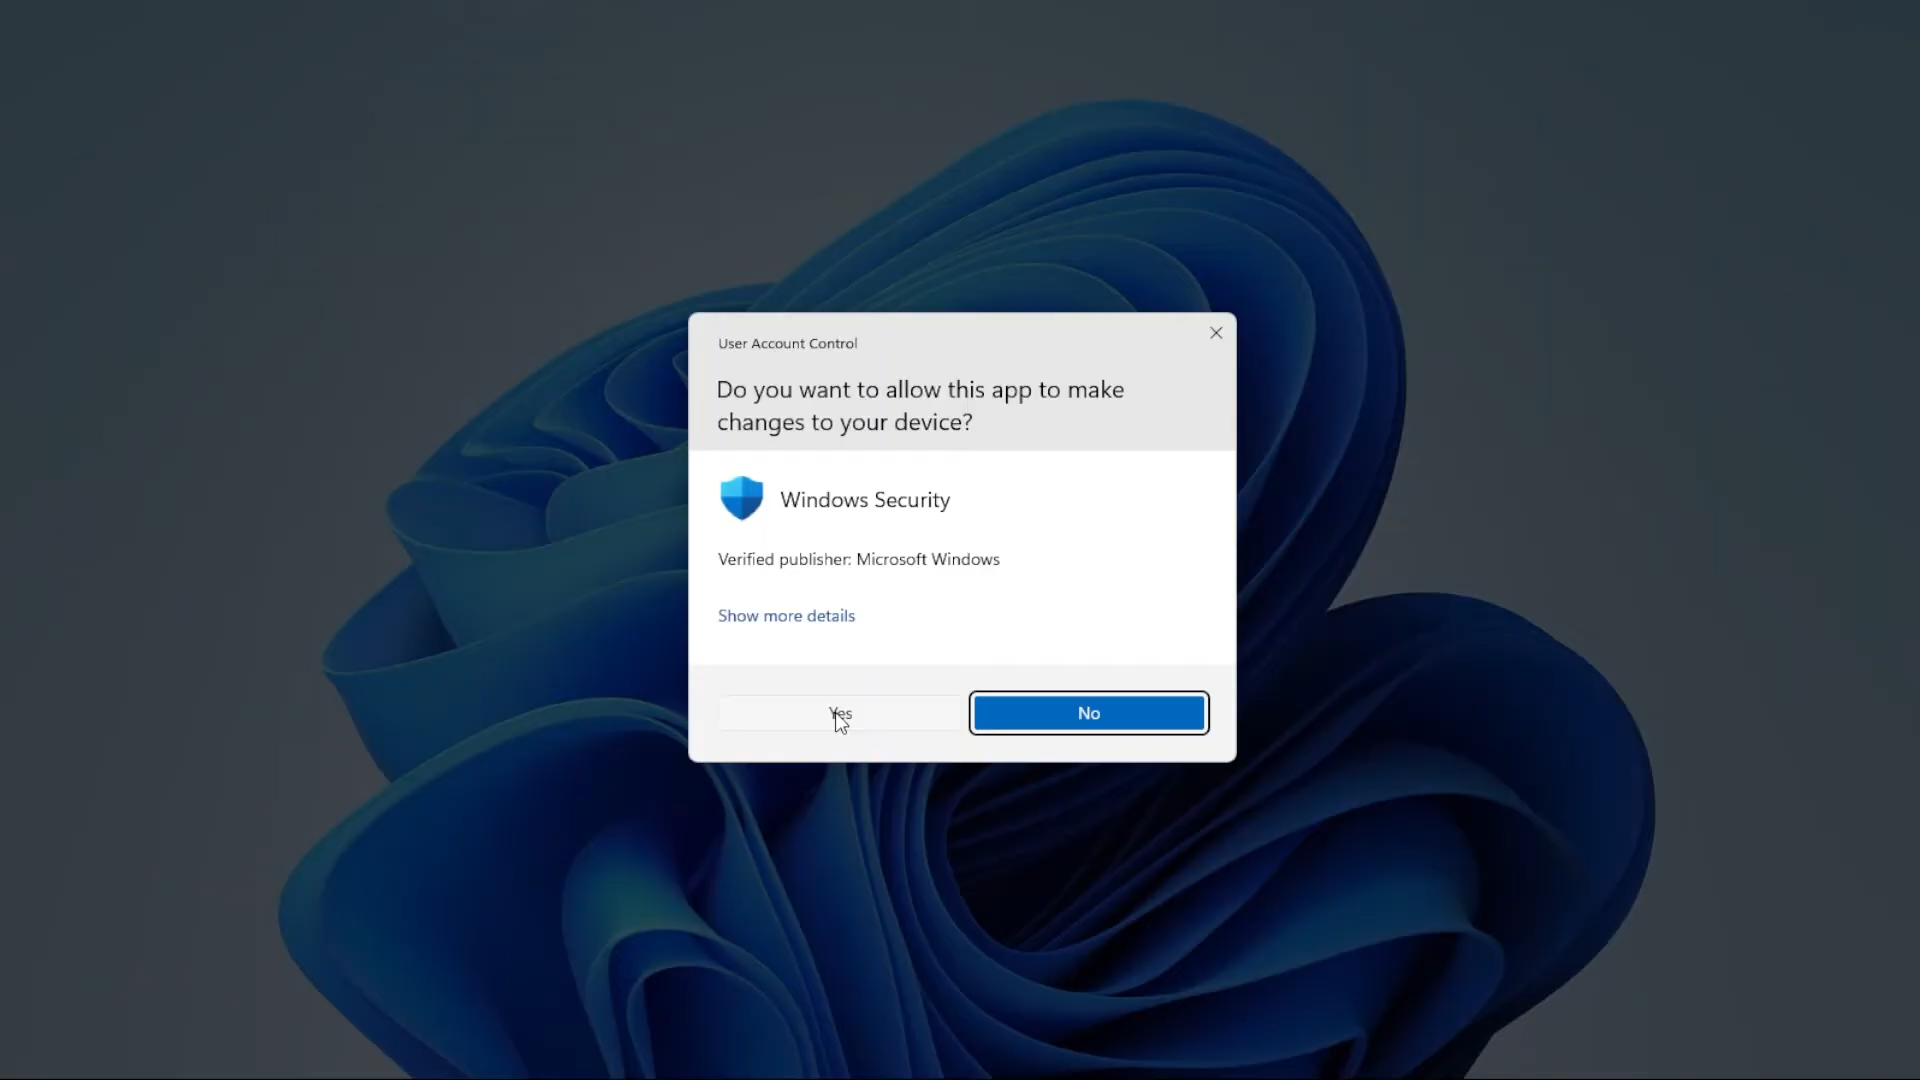 User Account Control
Do you want to allow this app to make
changes to your device?
Windows Security
Verified publisher: Microsoft Windows
Show more details
Yes
No